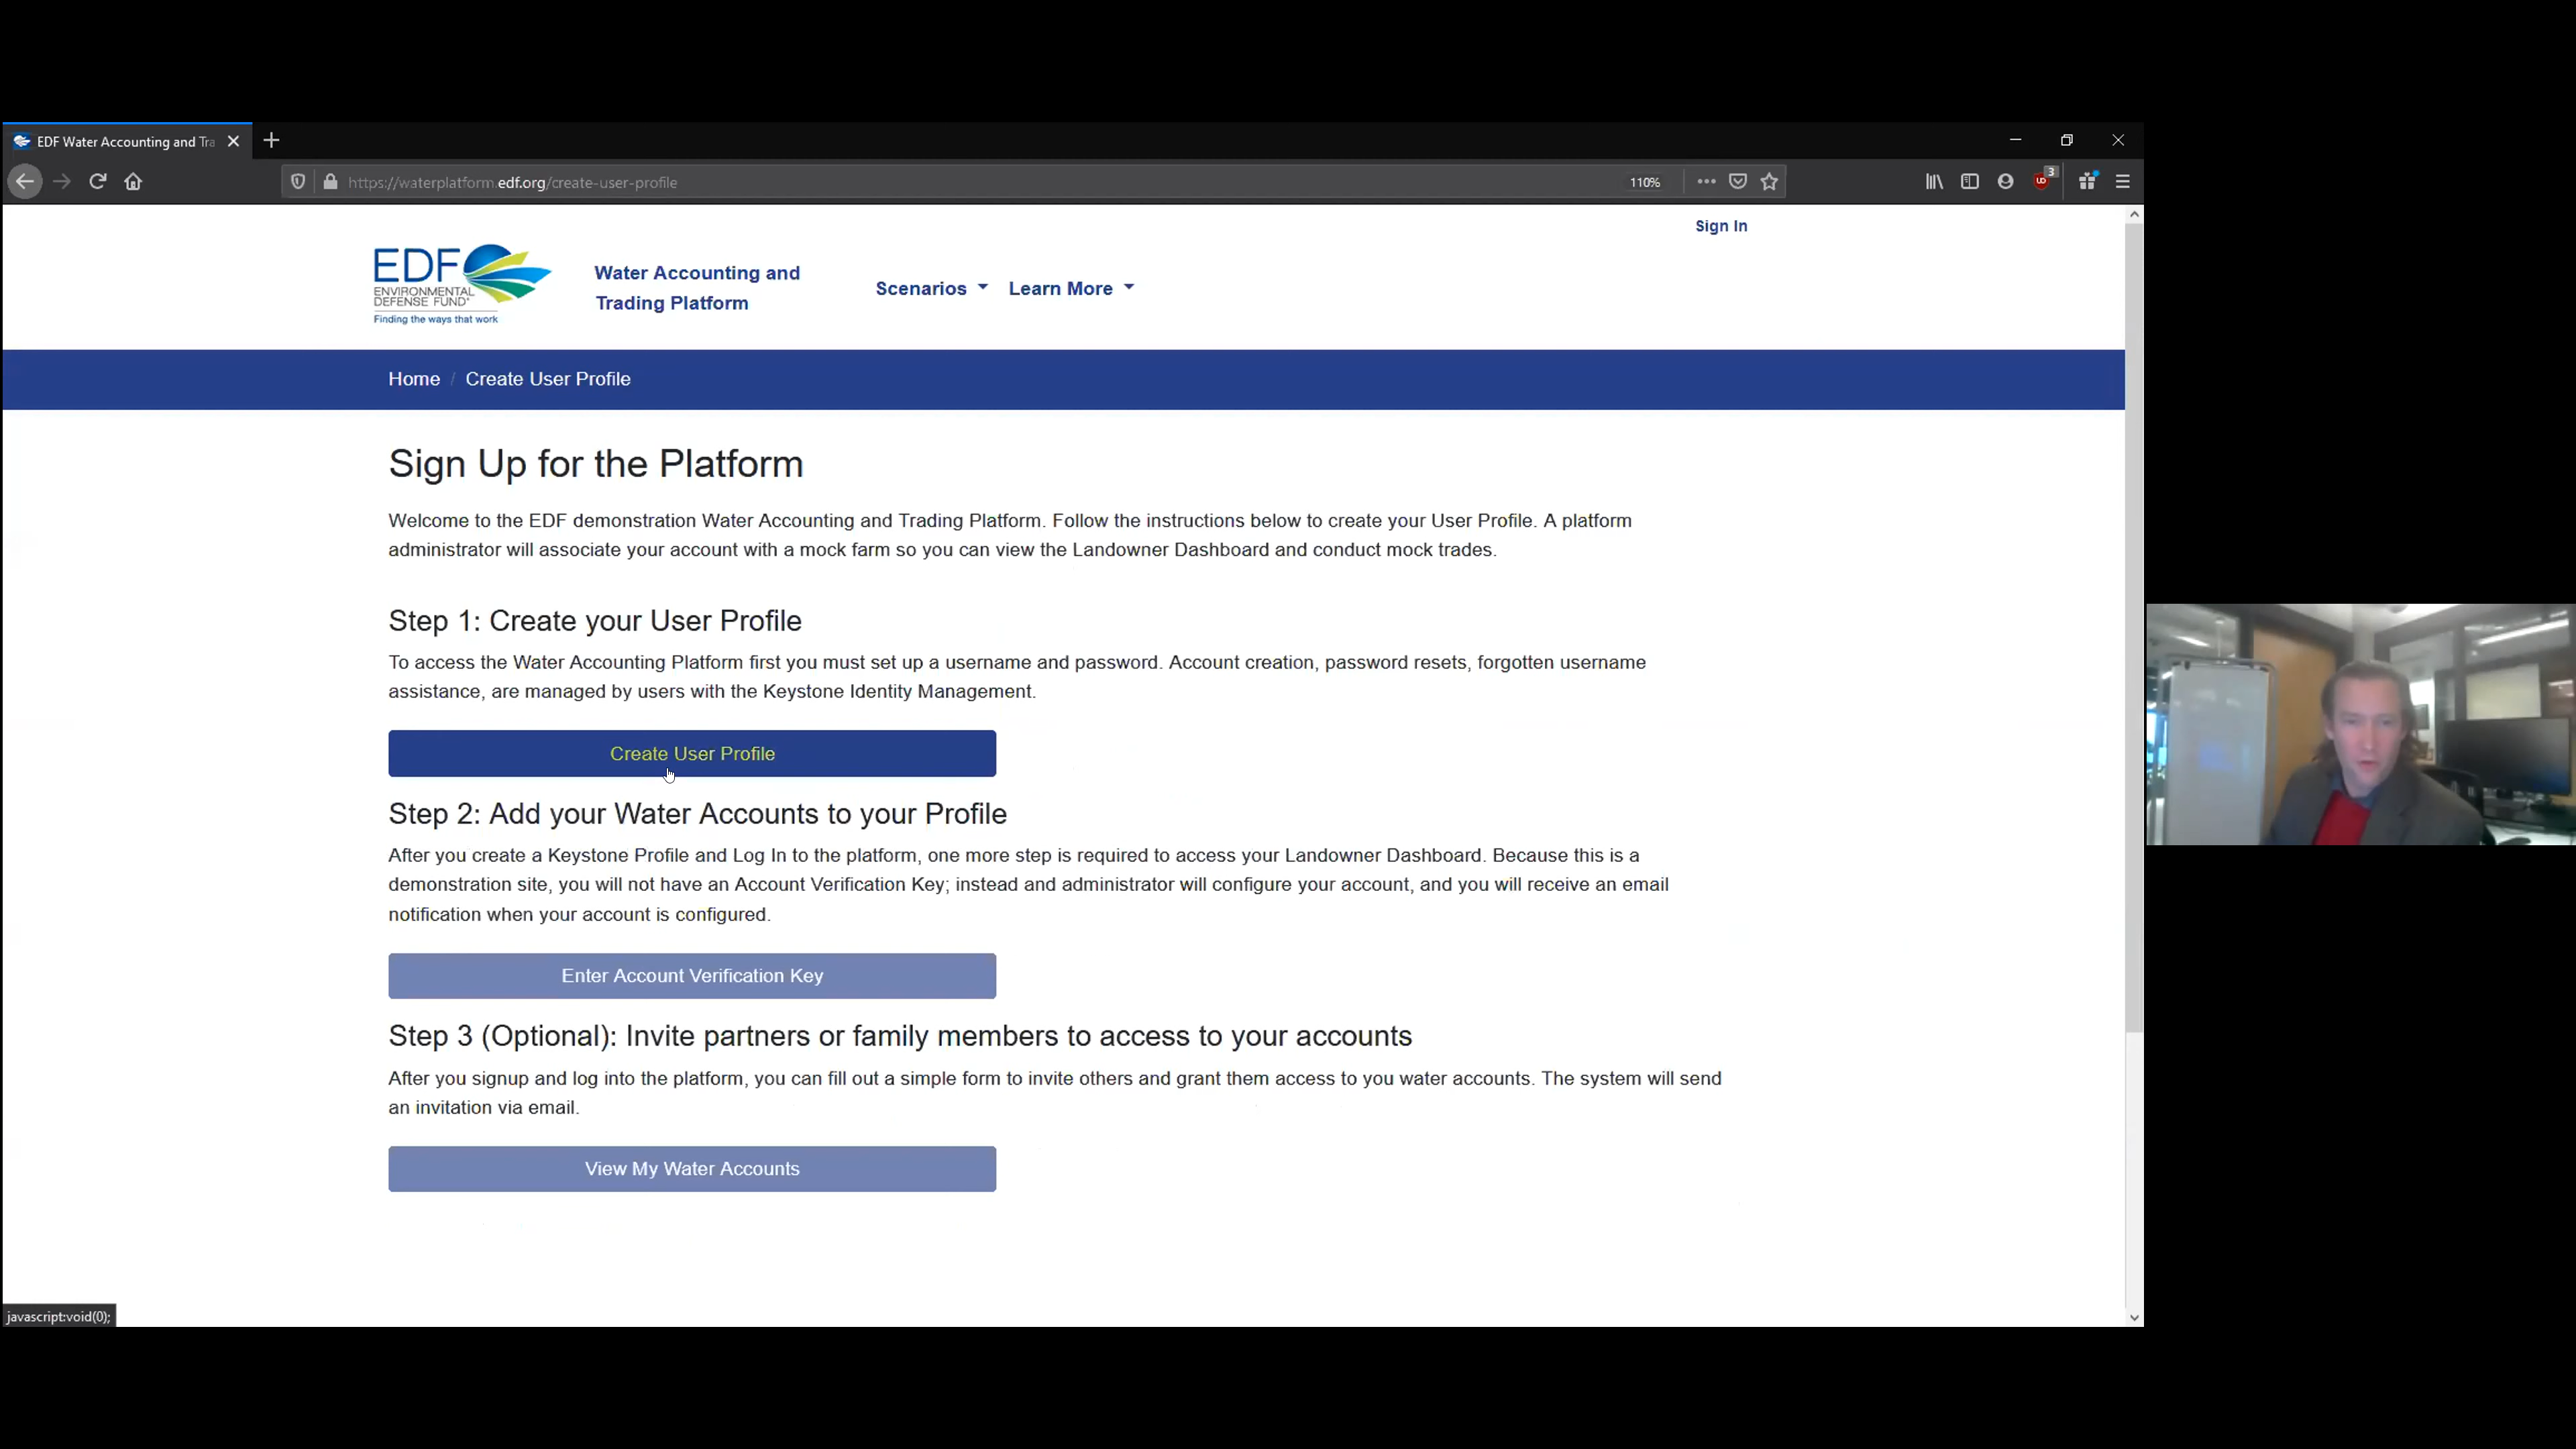 EDF Water Accounting and Tra
https://waterplatform.edf.org/create-user-profile
110%
3
Sign In
EDF
ENVIRONMENTAL
DEFENSE FUND®
Finding the ways that work
Water Accounting and
Trading Platform
Scenarios
Learn More
Home / Create User Profile
Sign Up for the Platform
Welcome to the EDF demonstration Water Accounting and Trading Platform. Follow the instructions below to create your User Profile. A platform
administrator will associate your account with a mock farm so you can view the Landowner Dashboard and conduct mock trades.
Step 1: Create your User Profile
To access the Water Accounting Platform first you must set up a username and password. Account creation, password resets, forgotten username
assistance, are managed by users with the Keystone Identity Management.
Create User Profile
Step 2: Add your Water Accounts to your Profile
After you create a Keystone Profile and Log In to the platform, one more step is required to access your Landowner Dashboard. Because this is a
demonstration site, you will not have an Account Verification Key; instead and administrator will configure your account, and you will receive an email
notification when your account is configured.
Enter Account Verification Key
Step 3 (Optional): Invite partners or family members to access to your accounts
After you signup and log into the platform, you can fill out a simple form to invite others and grant them access to you water accounts. The system will send
an invitation via email.
View My Water Accounts
javascript:void(0);